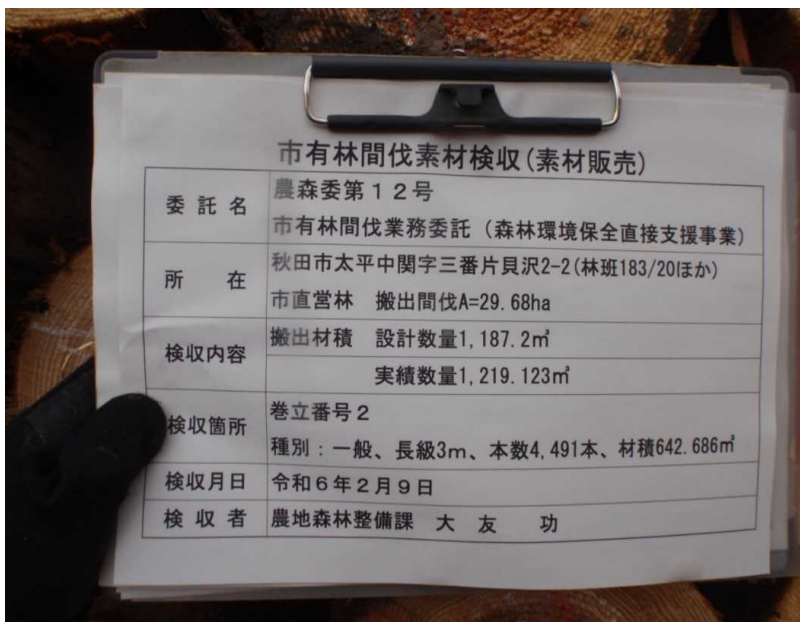 市有林間伐素材検収(素材販売)
委託名
農森委第12号
市有林間伐業務委託(森林環境保全直接支援事業)
所在
秋田市太平中関字三番片貝沢2-2(林班183/20ほか)
市直営林 搬出間伐A=29.68ha
検収内容
搬出材積 設計数量1,187.2㎥
実績数量1,219.123㎥
検収箇所
巻立番号2
種別:一般、長級3m、本数4,491本、材積642.686㎥
検収月日
令和6年2月9日
検収者
農地森林整備課 大友 功